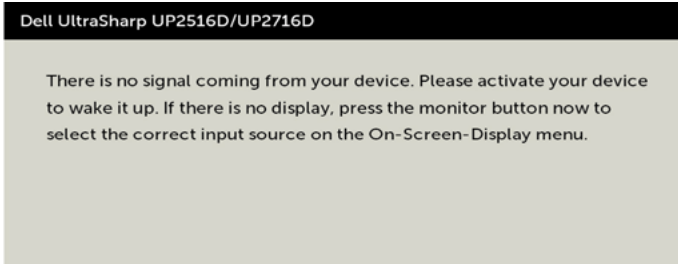 Dell UltraSharp UP2516D/UP2716D
There is no signal coming from your device. Please activate your device
to wake it up. If there is no display, press the monitor button now to
select the correct input source on the On-Screen-Display menu.